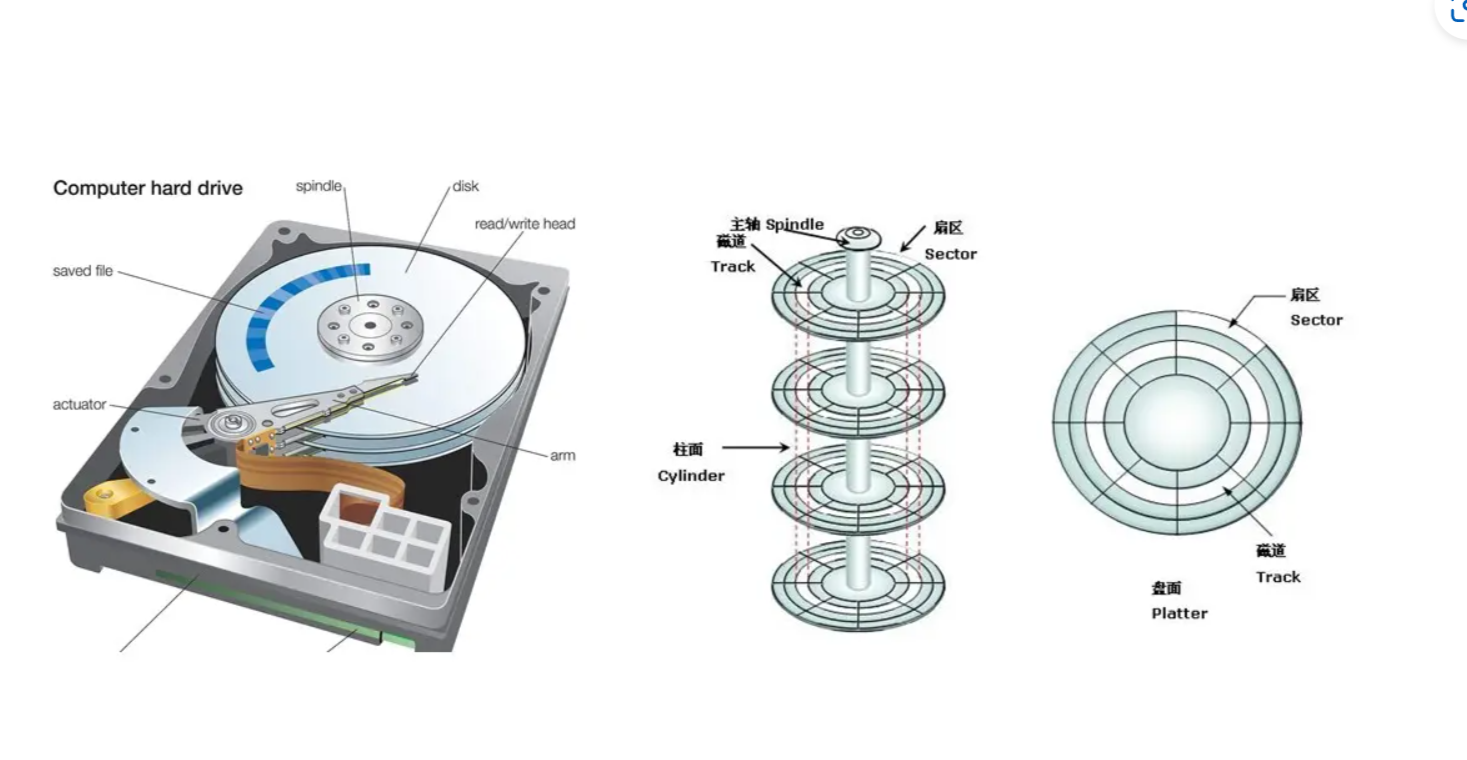 Computer hard drive
spindle
disk
read/write head
saved file
actuator
arm
主轴 Spindle
磁道
Track
扇区
Sector
柱面
Cylinder
扇区
Sector
磁道
Track
盘面
Platter